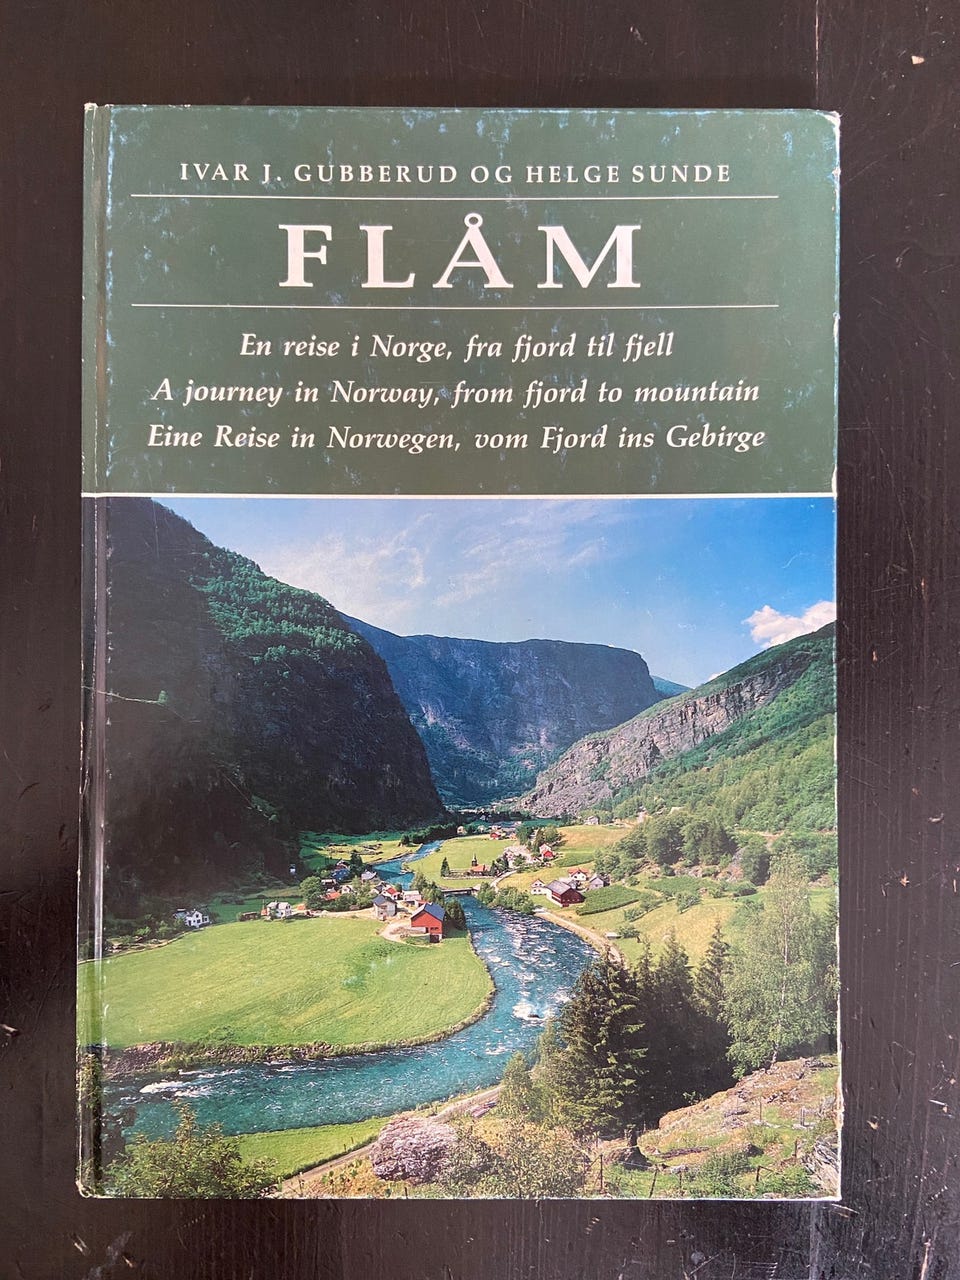 IVAR J. GUBBERUD OG HELGE SUNDE
FLÅM
En reise i Norge, fra fjord til fjell
A journey in Norway, from fjord to mountain
Eine Reise in Norwegen, vom Fjord ins Gebirge